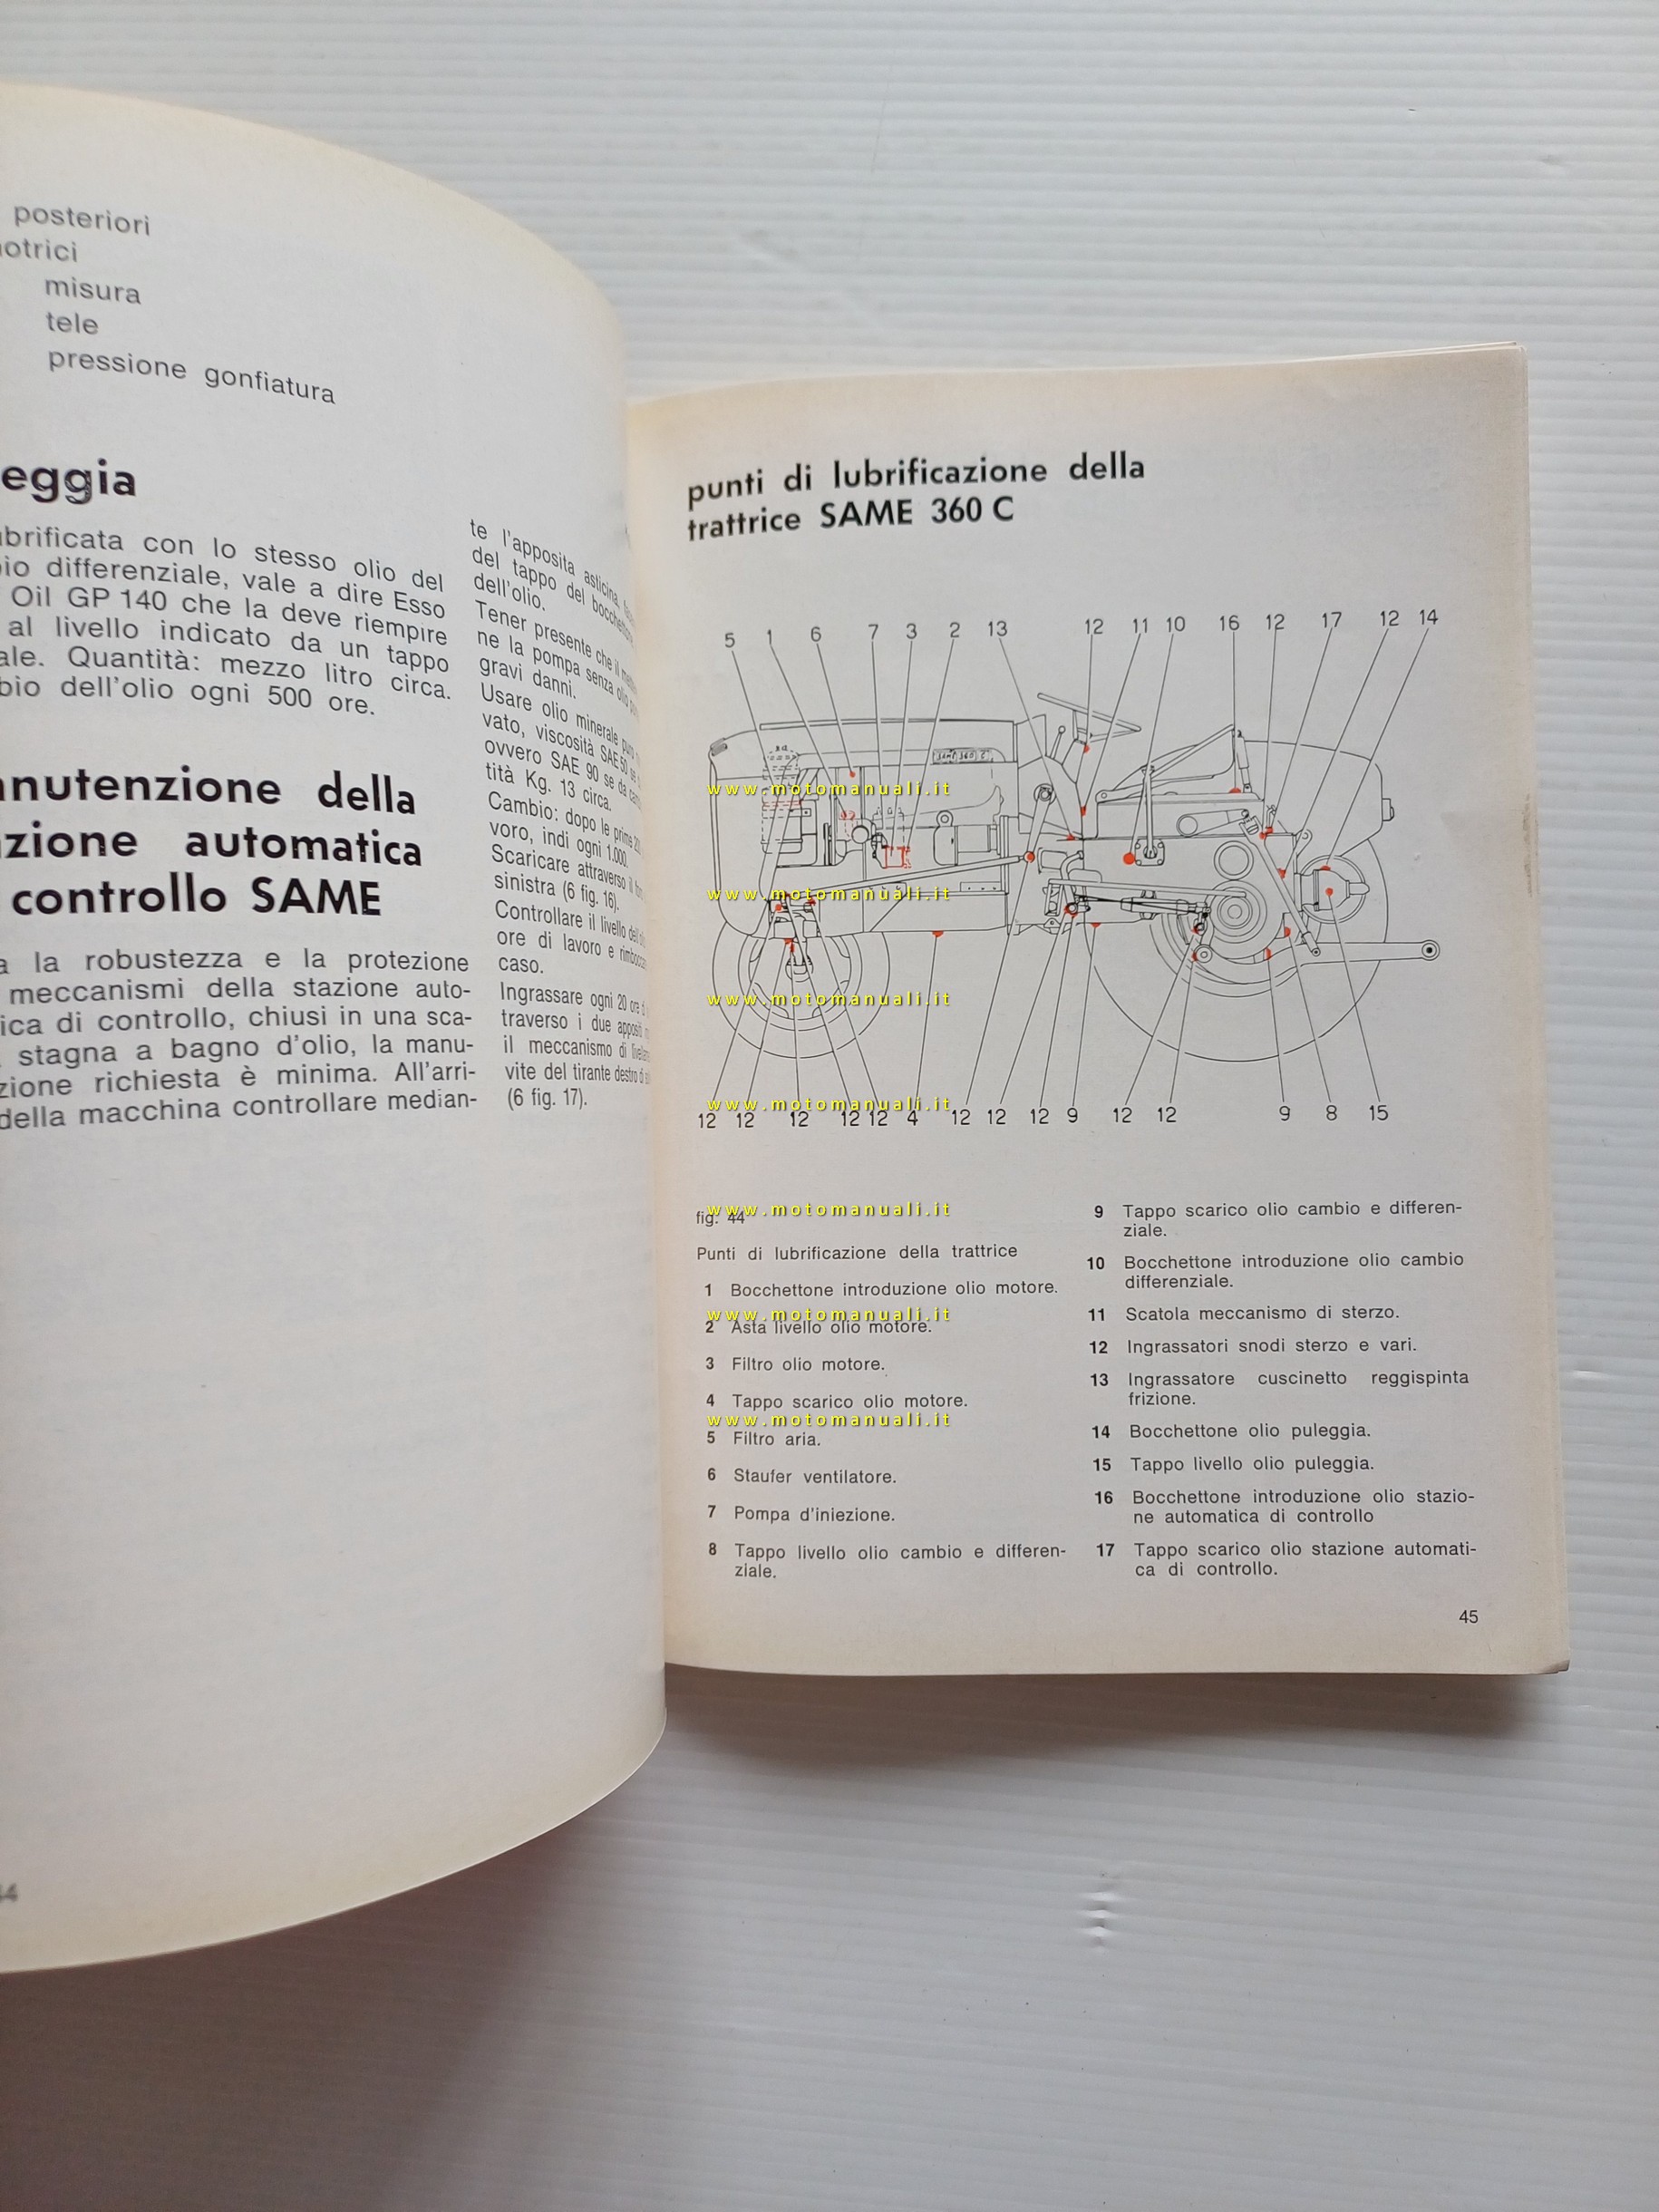 posteriori
misura
tele
pressione gonfiatura
eggia
con lo stesso olio del
differenziale, vale a dire Esso
Oil GP 140 che la deve riempire
al livello indicato da un tappo
Quantità: mezzo litro circa.
dell'olio ogni 500 ore.
della
automatica
controllo SAME
la robustezza e la protezione
meccanismi della stazione auto-
di controllo, chiusi in una sca-
stagna a bagno d'olio, la manu-
richiesta è minima. All'arri-
della macchina controllare median-
te l'apposita asticina,
del tappo del
dell'olio.
Tener presente che il
ne la pompa senza olio
gravi danni.
Usare olio minerale puro
vato, viscosità SAE 50 se
ovvero SAE 90 se da
tità Kg. 13 circa.
Cambio: dopo le prime
voro, indi ogni 1.000.
Scaricare attraverso il
sinistra (6 fig. 16).
Controllare il livello
ore di lavoro e
caso.
Ingrassare ogni 20 ore
traverso i due appositi
il meccanismo di
vite del tirante destro
(6 fig. 17).
punti di lubrificazione della
trattrice SAME 360 C
5 1 6 7 3 2 13 12 11 10 16 12 17 12 14
SAME 360 C
www.motomanuali.it
www.motomanuali.it
www.motomanuali.it
www.motomanuali.it
12 12 12 12 12 4 12 12 12 9 12 12 9 8 15
www.motomanuali.it
fig. 44
Punti di lubrificazione della trattrice
1 Bocchettone introduzione olio motore.
www.motomanuali.it
2 Asta livello olio motore.
3 Filtro olio motore.
4 Tappo scarico olio motore.
www.motomanuali.it
5 Filtro aria.
6 Staufer ventilatore.
7 Pompa d'iniezione.
8 Tappo livello olio cambio e differen-
ziale.
9 Tappo scarico olio cambio e differen-
ziale.
10 Bocchettone introduzione olio cambio
differenziale.
11 Scatola meccanismo di sterzo.
12 Ingrassatori snodi sterzo e vari.
13 Ingrassatore cuscinetto reggispinta
frizione.
14 Bocchettone olio puleggia.
15 Tappo livello olio puleggia.
16 Bocchettone introduzione olio stazio-
ne automatica di controllo
17 Tappo scarico olio stazione automati-
ca di controllo.
45